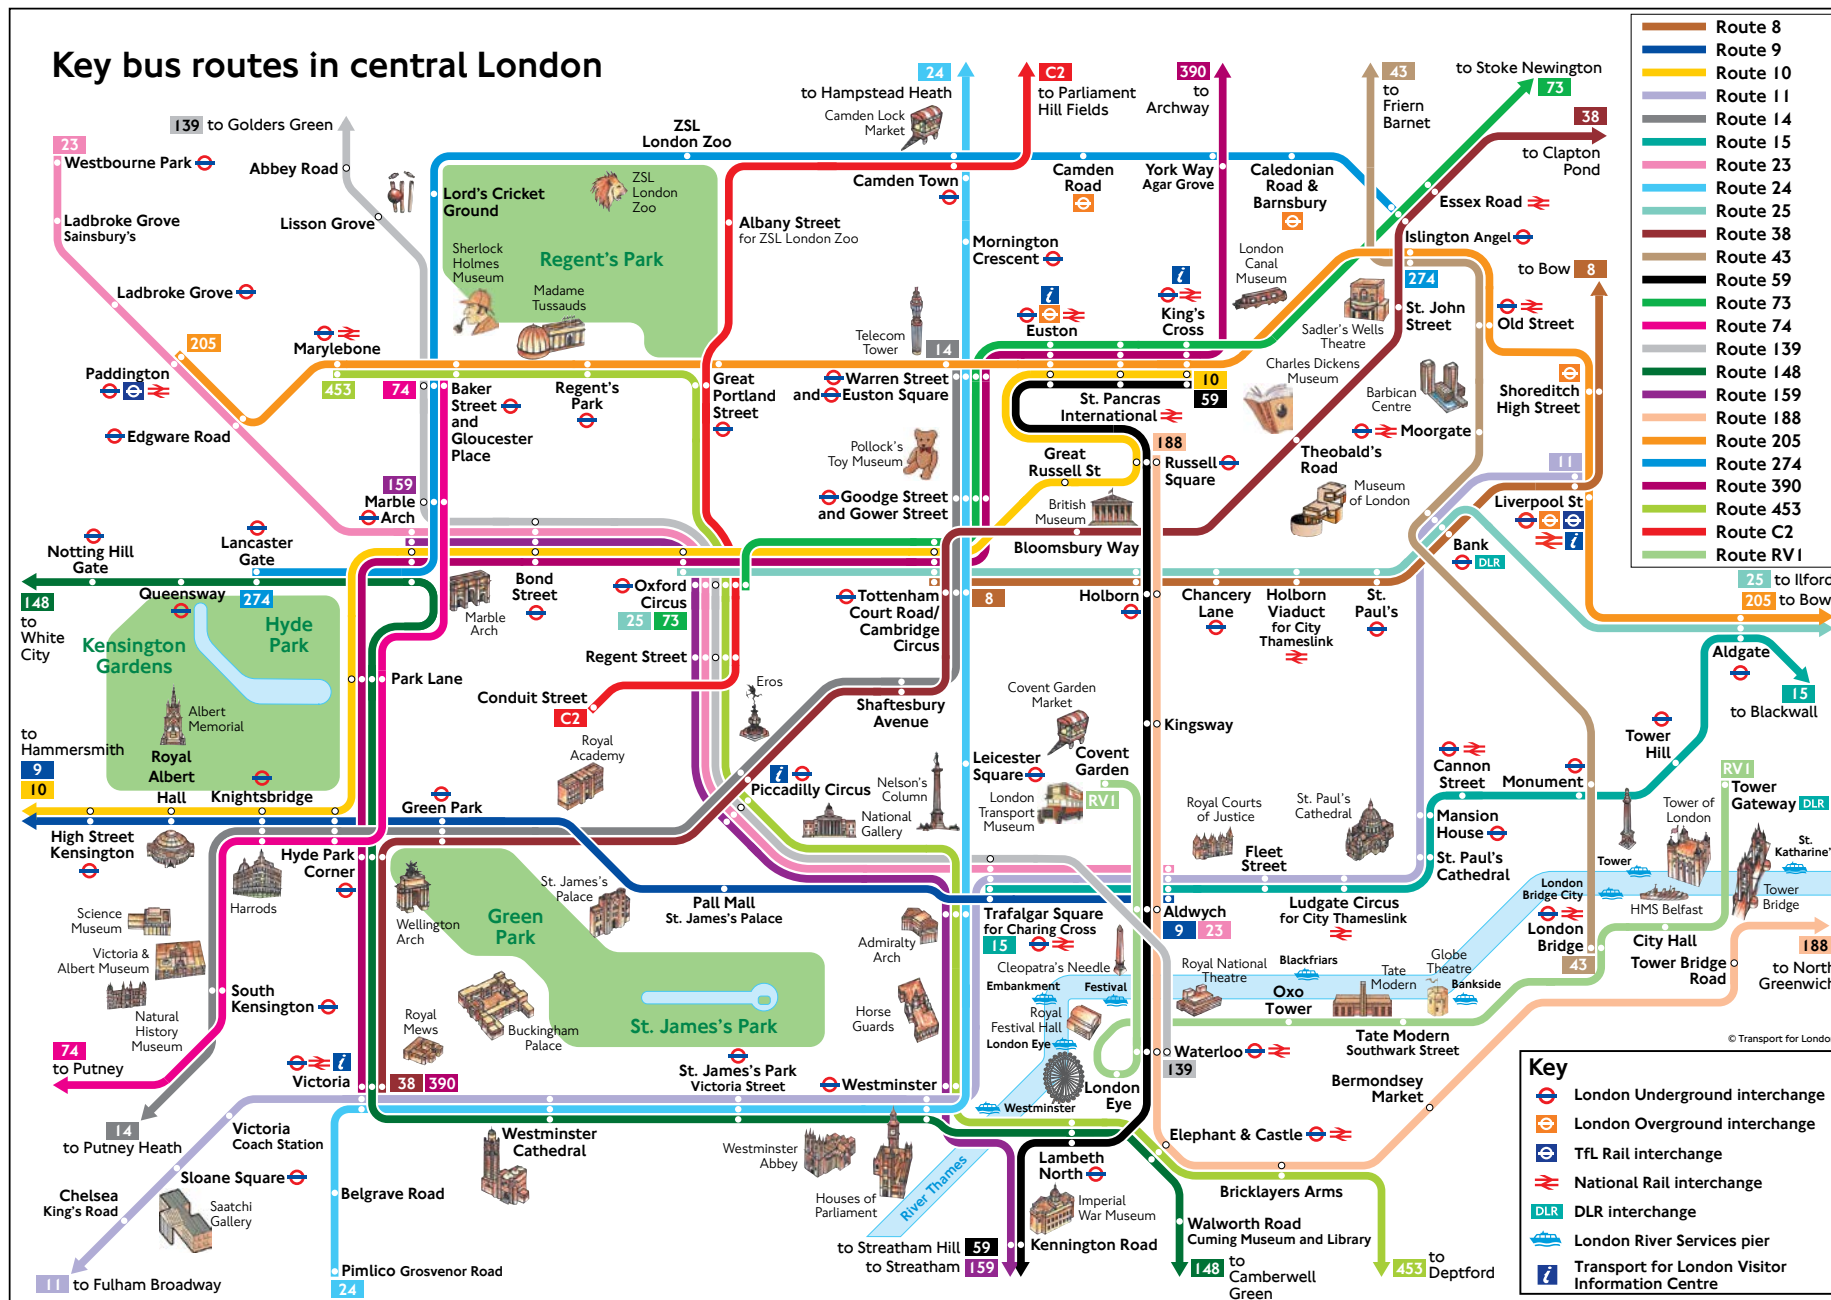 Key bus routes in central London
Route 8
Route 9
Route 10
Route 11
Route 14
Route 15
Route 23
Route 24
Route 25
Route 38
Route 43
Route 59
Route 73
Route 74
Route 139
Route 148
Route 159
Route 188
Route 205
Route 274
Route 390
Route 453
Route C2
Route RV1
24
to Hampstead Heath
C2
to Parliament
Hill Fields
390
to
Archway
43
to
Friern
Barnet
to Stoke Newington
73
38
to Clapton
Pond
139 to Golders Green
23
Westbourne Park
Abbey Road
Ladbroke Grove
Sainsbury's
Lisson Grove
Ladbroke Grove
205
Marylebone
Paddington
453
74
Edgware Road
Lord's Cricket
Ground
Sherlock
Holmes
Museum
Madame
Tussauds
Regent's Park
ZSL
London
Zoo
ZSL
London Zoo
Camden Lock
Market
Camden Town
Albany Street
for ZSL London Zoo
Camden
Road
York Way
Agar Grove
Caledonian
Road &
Barnsbury
Essex Road
Islington Angel
274
to Bow 8
Mornington
Crescent
London
Canal
Museum
Sadler's Wells
Theatre
St. John
Street
Old Street
Telecom
Tower
14
Euston
King's
Cross
Charles Dickens
Museum
Barbican
Centre
Shoreditch
High Street
Baker
Street
and
Gloucester
Place
Regent's
Park
Great
Portland
Street
Warren Street
and Euston Square
10
59
St. Pancras
International
188
Moorgate
Pollock's
Toy Museum
Great
Russell St
Russell
Square
Theobald's
Road
11
159
Marble
Arch
Goodge Street
and Gower Street
British
Museum
Museum
of London
Liverpool St
Notting Hill
Gate
Lancaster
Gate
Bloomsbury Way
Bank
DLR
148
to
White
City
Queensway
274
Marble
Arch
Bond
Street
Oxford
Circus
25
73
Tottenham
Court Road/
Cambridge
Circus
8
Holborn
Chancery
Lane
Holborn
Viaduct
for City
Thameslink
St.
Paul's
25 to Ilford
205 to Bow
Kensington
Gardens
Hyde
Park
Aldgate
Regent Street
Park Lane
Conduit Street
C2
Eros
Shaftesbury
Avenue
Covent Garden
Market
Kingsway
15
to Blackwall
Albert
Memorial
Royal
Albert
Hall
Knightsbridge
to
Hammersmith
9
10
Green Park
Royal
Academy
Piccadilly Circus
Nelson's
Column
National
Gallery
Leicester
Square
London
Transport
Museum
Covent
Garden
RV1
Cannon
Street
Tower
Hill
Monument
RV1
Tower
Gateway DLR
High Street
Kensington
Harrods
Hyde Park
Corner
Royal Courts
of Justice
St. Paul's
Cathedral
Mansion
House
Tower of
London
Fleet
Street
St. Paul's
Cathedral
Tower
St.
Katharine's
Science
Museum
Wellington
Arch
Green
Park
St. James's
Palace
Pall Mall
St. James's Palace
Admiralty
Arch
Trafalgar Square
for Charing Cross
15
Aldwych
9
23
Ludgate Circus
for City Thameslink
London
Bridge City
HMS Belfast
Tower
Bridge
London
Bridge
43
City Hall
Tower Bridge
Road
188
to North
Greenwich
Victoria &
Albert Museum
Natural
History
Museum
South
Kensington
Royal
Mews
Buckingham
Palace
St. James's Park
Horse
Guards
Cleopatra's Needle
Embankment
Festival
Royal
Festival Hall
London Eye
Royal National
Theatre
Blackfriars
Oxo
Tower
Tate
Modern
Globe
Theatre
Bankside
Tate Modern
Southwark Street
© Transport for London
74
to Putney
14
to Putney Heath
Victoria
38
390
St. James's Park
Victoria Street
Westminster
Westminster
London
Eye
Waterloo
139
Bermondsey
Market
Victoria
Coach Station
Westminster
Cathedral
Westminster
Abbey
Houses of
Parliament
River Thames
Lambeth
North
Elephant & Castle
Bricklayers Arms
Sloane Square
Chelsea
King's Road
Saatchi
Gallery
Belgrave Road
Imperial
War Museum
Walworth Road
Cuming Museum and Library
11 to Fulham Broadway
Pimlico Grosvenor Road
24
to Streatham Hill 59
to Streatham 159
Kennington Road
148 to
Camberwell
Green
453 to
Deptford
Key
London Underground interchange
London Overground interchange
TfL Rail interchange
National Rail interchange
DLR DLR interchange
London River Services pier
Transport for London Visitor
Information Centre